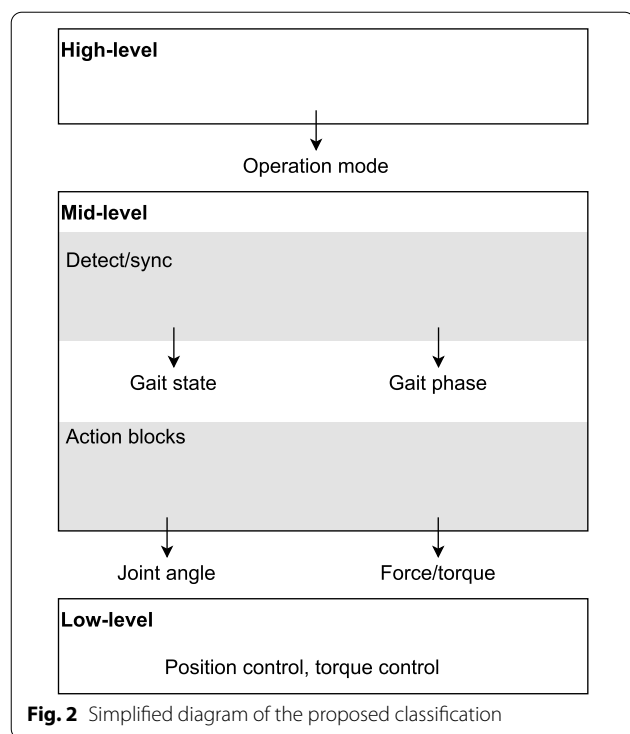 High-level
Operation mode
Mid-level
Detect/sync
Gait state Gait phase
Action blocks
Joint angle Force/torque
Low-level
Position control, torque control
Fig. 2 Simplified diagram of the proposed classification